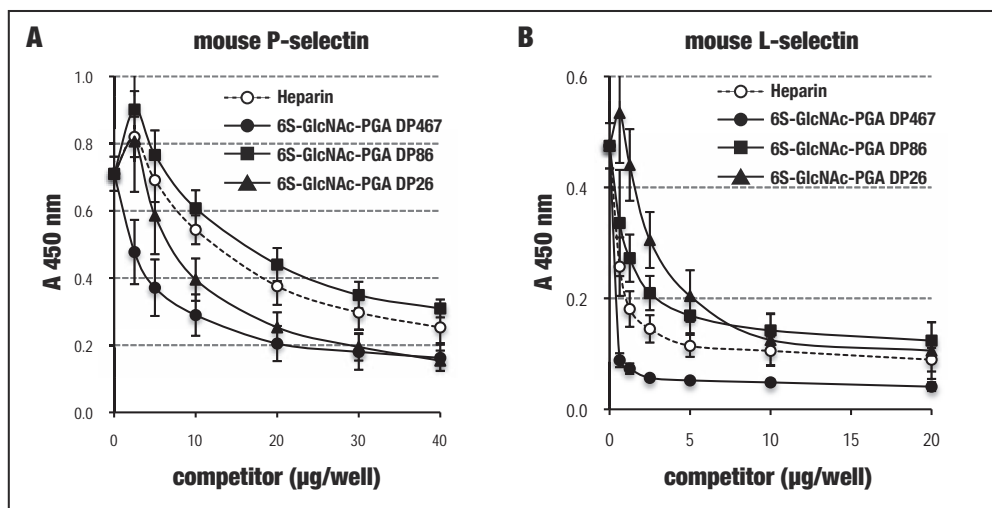 A
mouse P-selectin
1.0
0.8
0.6
0.4
0.2
0.0
A 450 nm
Heparin
6S-GlcNAc-PGA DP467
6S-GlcNAc-PGA DP86
6S-GlcNAc-PGA DP26
0 10 20 30 40
competitor (µg/well)
B
mouse L-selectin
0.6
0.4
0.2
0.0
A 450 nm
Heparin
6S-GlcNAc-PGA DP467
6S-GlcNAc-PGA DP86
6S-GlcNAc-PGA DP26
0 5 10 15 20
competitor (µg/well)